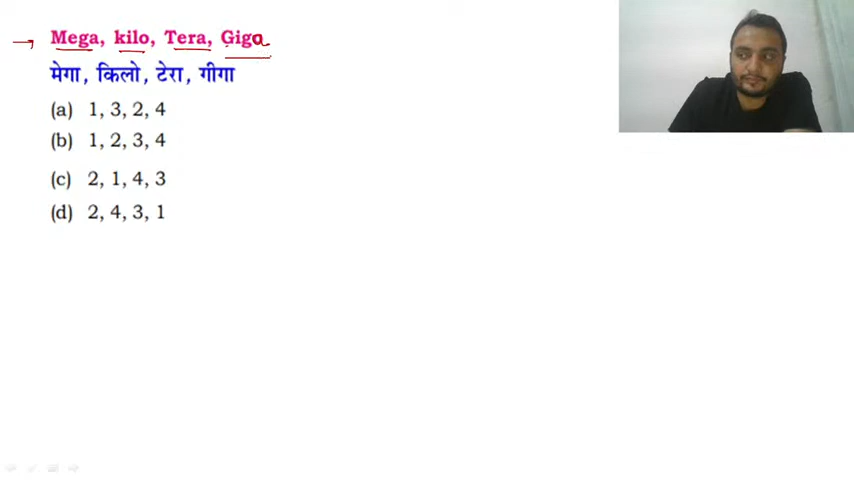 Mega, kilo, Tera, Giga
मेगा, किलो, टेरा, गीगा
(a) 1, 3, 2, 4
(b) 1, 2, 3, 4
(c) 2, 1, 4, 3
(d) 2, 4, 3, 1